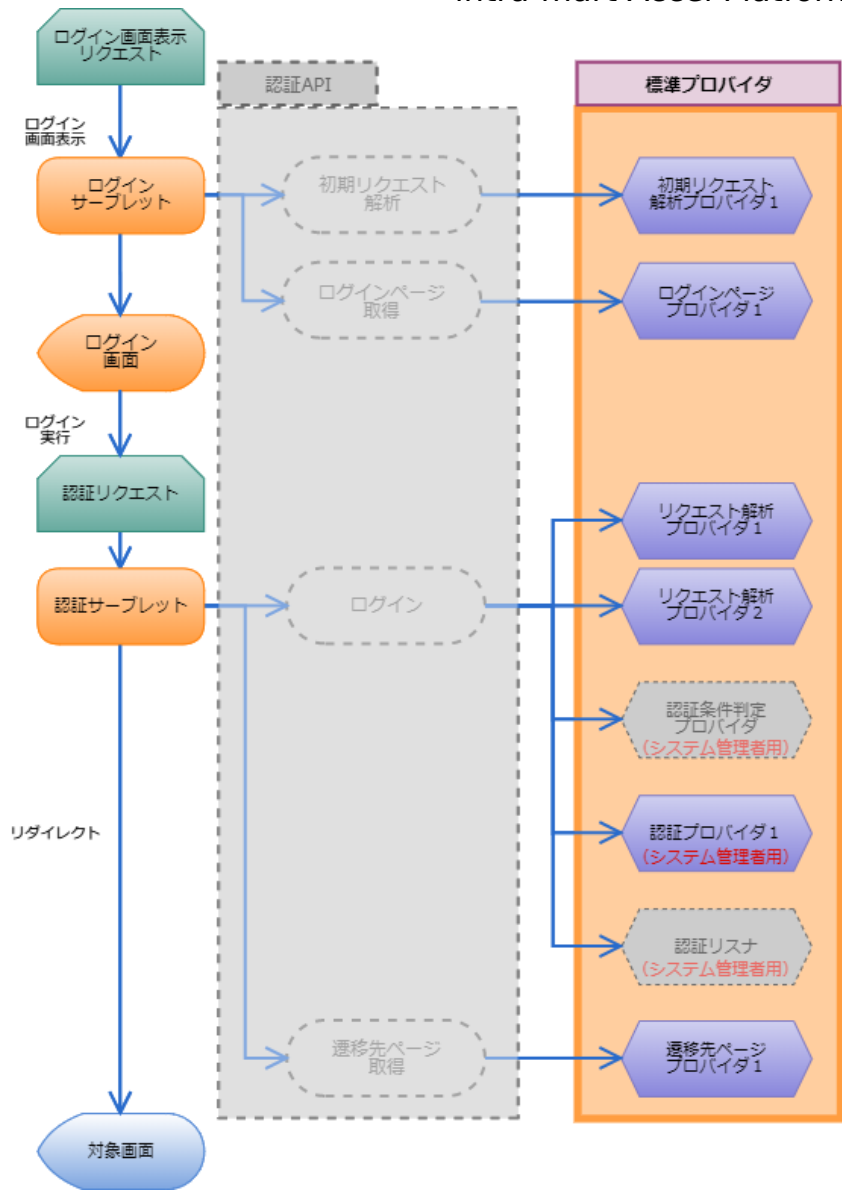 ログイン画面表示
リクエスト
認証API
標準プロバイダ
ログイン
画面表示
ログイン
サーブレット
初期リクエスト
解析
初期リクエスト
解析プロバイダ1
ログインページ
取得
ログインページ
プロバイダ1
ログイン
画面
ログイン
実行
認証リクエスト
リクエスト解析
プロバイダ1
認証サーブレット
ログイン
リクエスト解析
プロバイダ2
認証条件判定
プロバイダ
(システム管理者用)
リダイレクト
認証プロバイダ1
(システム管理者用)
認証リスナ
(システム管理者用)
遷移先ページ
取得
遷移先ページ
プロバイダ1
対象画面